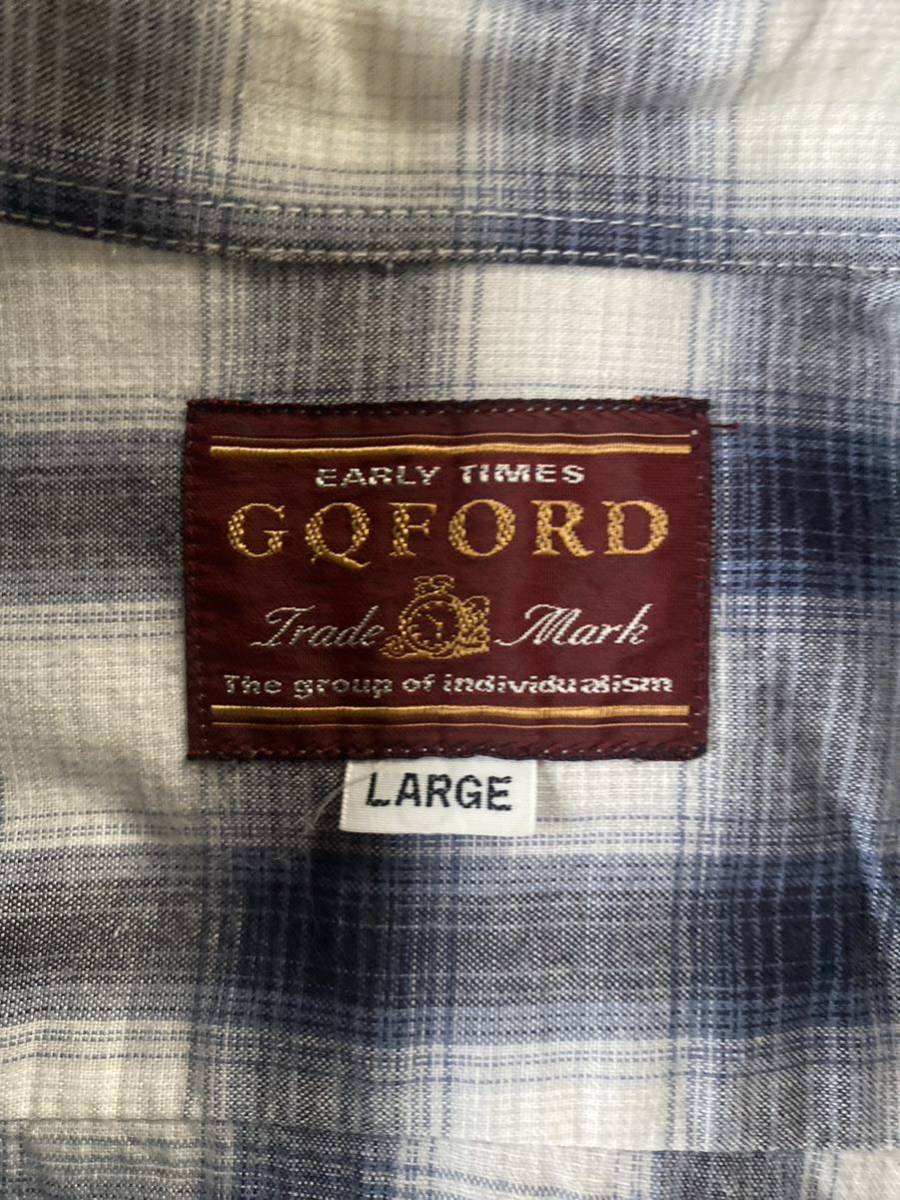 EARLY TIMES
GQFORD
Trade Mark
The group of individualism
LARGE